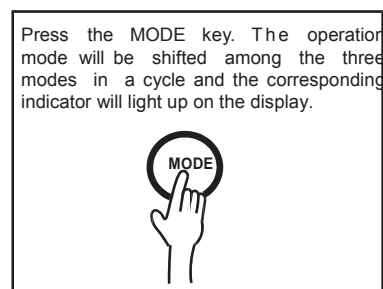 Press the MODE key. The operation
mode will be shifted among the three
modes in a cycle and the corresponding
indicator will light up on the display.
MODE